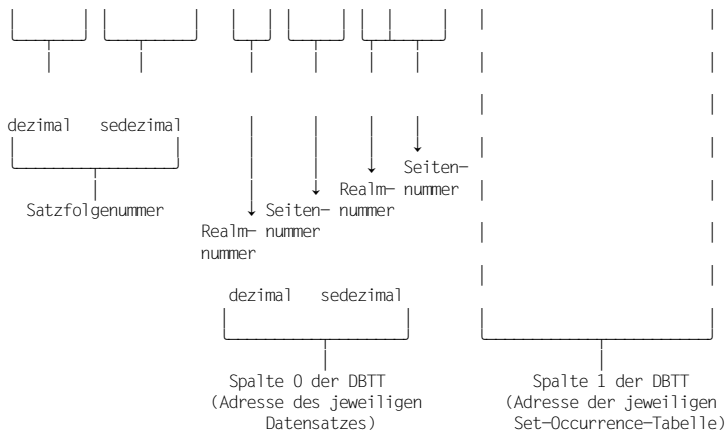 dezimal sedezimal
Seiten-
Realm- nummer
Satzfolgenummer Seiten- nummer
Realm- nummer
nummer
dezimal sedezimal
Spalte 0 der DBTT Spalte 1 der DBTT
(Adresse des jeweiligen (Adresse der jeweiligen
Datensatzes) Set-Occurrence-Tabelle)